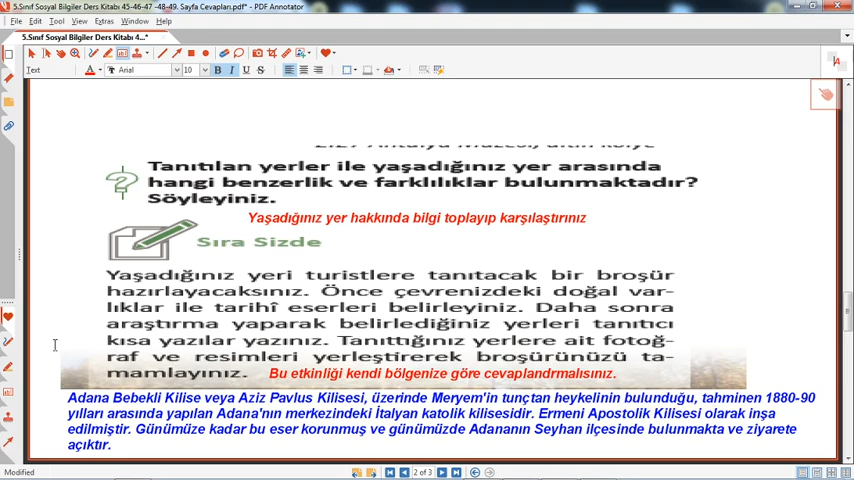 5.Sınıf Sosyal Bilgiler Ders Kitabı 45-46-47 -48-49. Sayfa Cevapları.pdf* - PDF Annotator
File Edit Tool View Extras Window Help
5.Sınıf Sosyal Bilgiler Ders Kitabı 4...*
Text A Arial 10 B I U S
2.27 Antalya Müzesi, altın kolye
Tanıtılan yerler ile yaşadığınız yer arasında
hangi benzerlik ve farklılıklar bulunmaktadır?
Söyleyiniz.
Yaşadığınız yer hakkında bilgi toplayıp karşılaştırınız
Sıra Sizde
Yaşadığınız yeri turistlere tanıtacak bir broşür
hazırlayacaksınız. Önce çevrenizdeki doğal var-
lıklar ile tarihî eserleri belirleyiniz. Daha sonra
araştırma yaparak belirlediğiniz yerleri tanıtıcı
kısa yazılar yazınız. Tanıttığınız yerlere ait fotoğ-
raf ve resimleri yerleştirerek broşürünüzü ta-
mamlayınız. Bu etkinliği kendi bölgenize göre cevaplandrmalısınız.
Adana Bebekli Kilise veya Aziz Pavlus Kilisesi, üzerinde Meryem'in tunçtan heykelinin bulunduğu, tahminen 1880-90
yılları arasında yapılan Adana'nın merkezindeki İtalyan katolik kilisesidir. Ermeni Apostolik Kilisesi olarak inşa
edilmiştir. Günümüze kadar bu eser korunmuş ve günümüzde Adananın Seyhan ilçesinde bulunmakta ve ziyarete
açıktır.
Modified 2 of 3